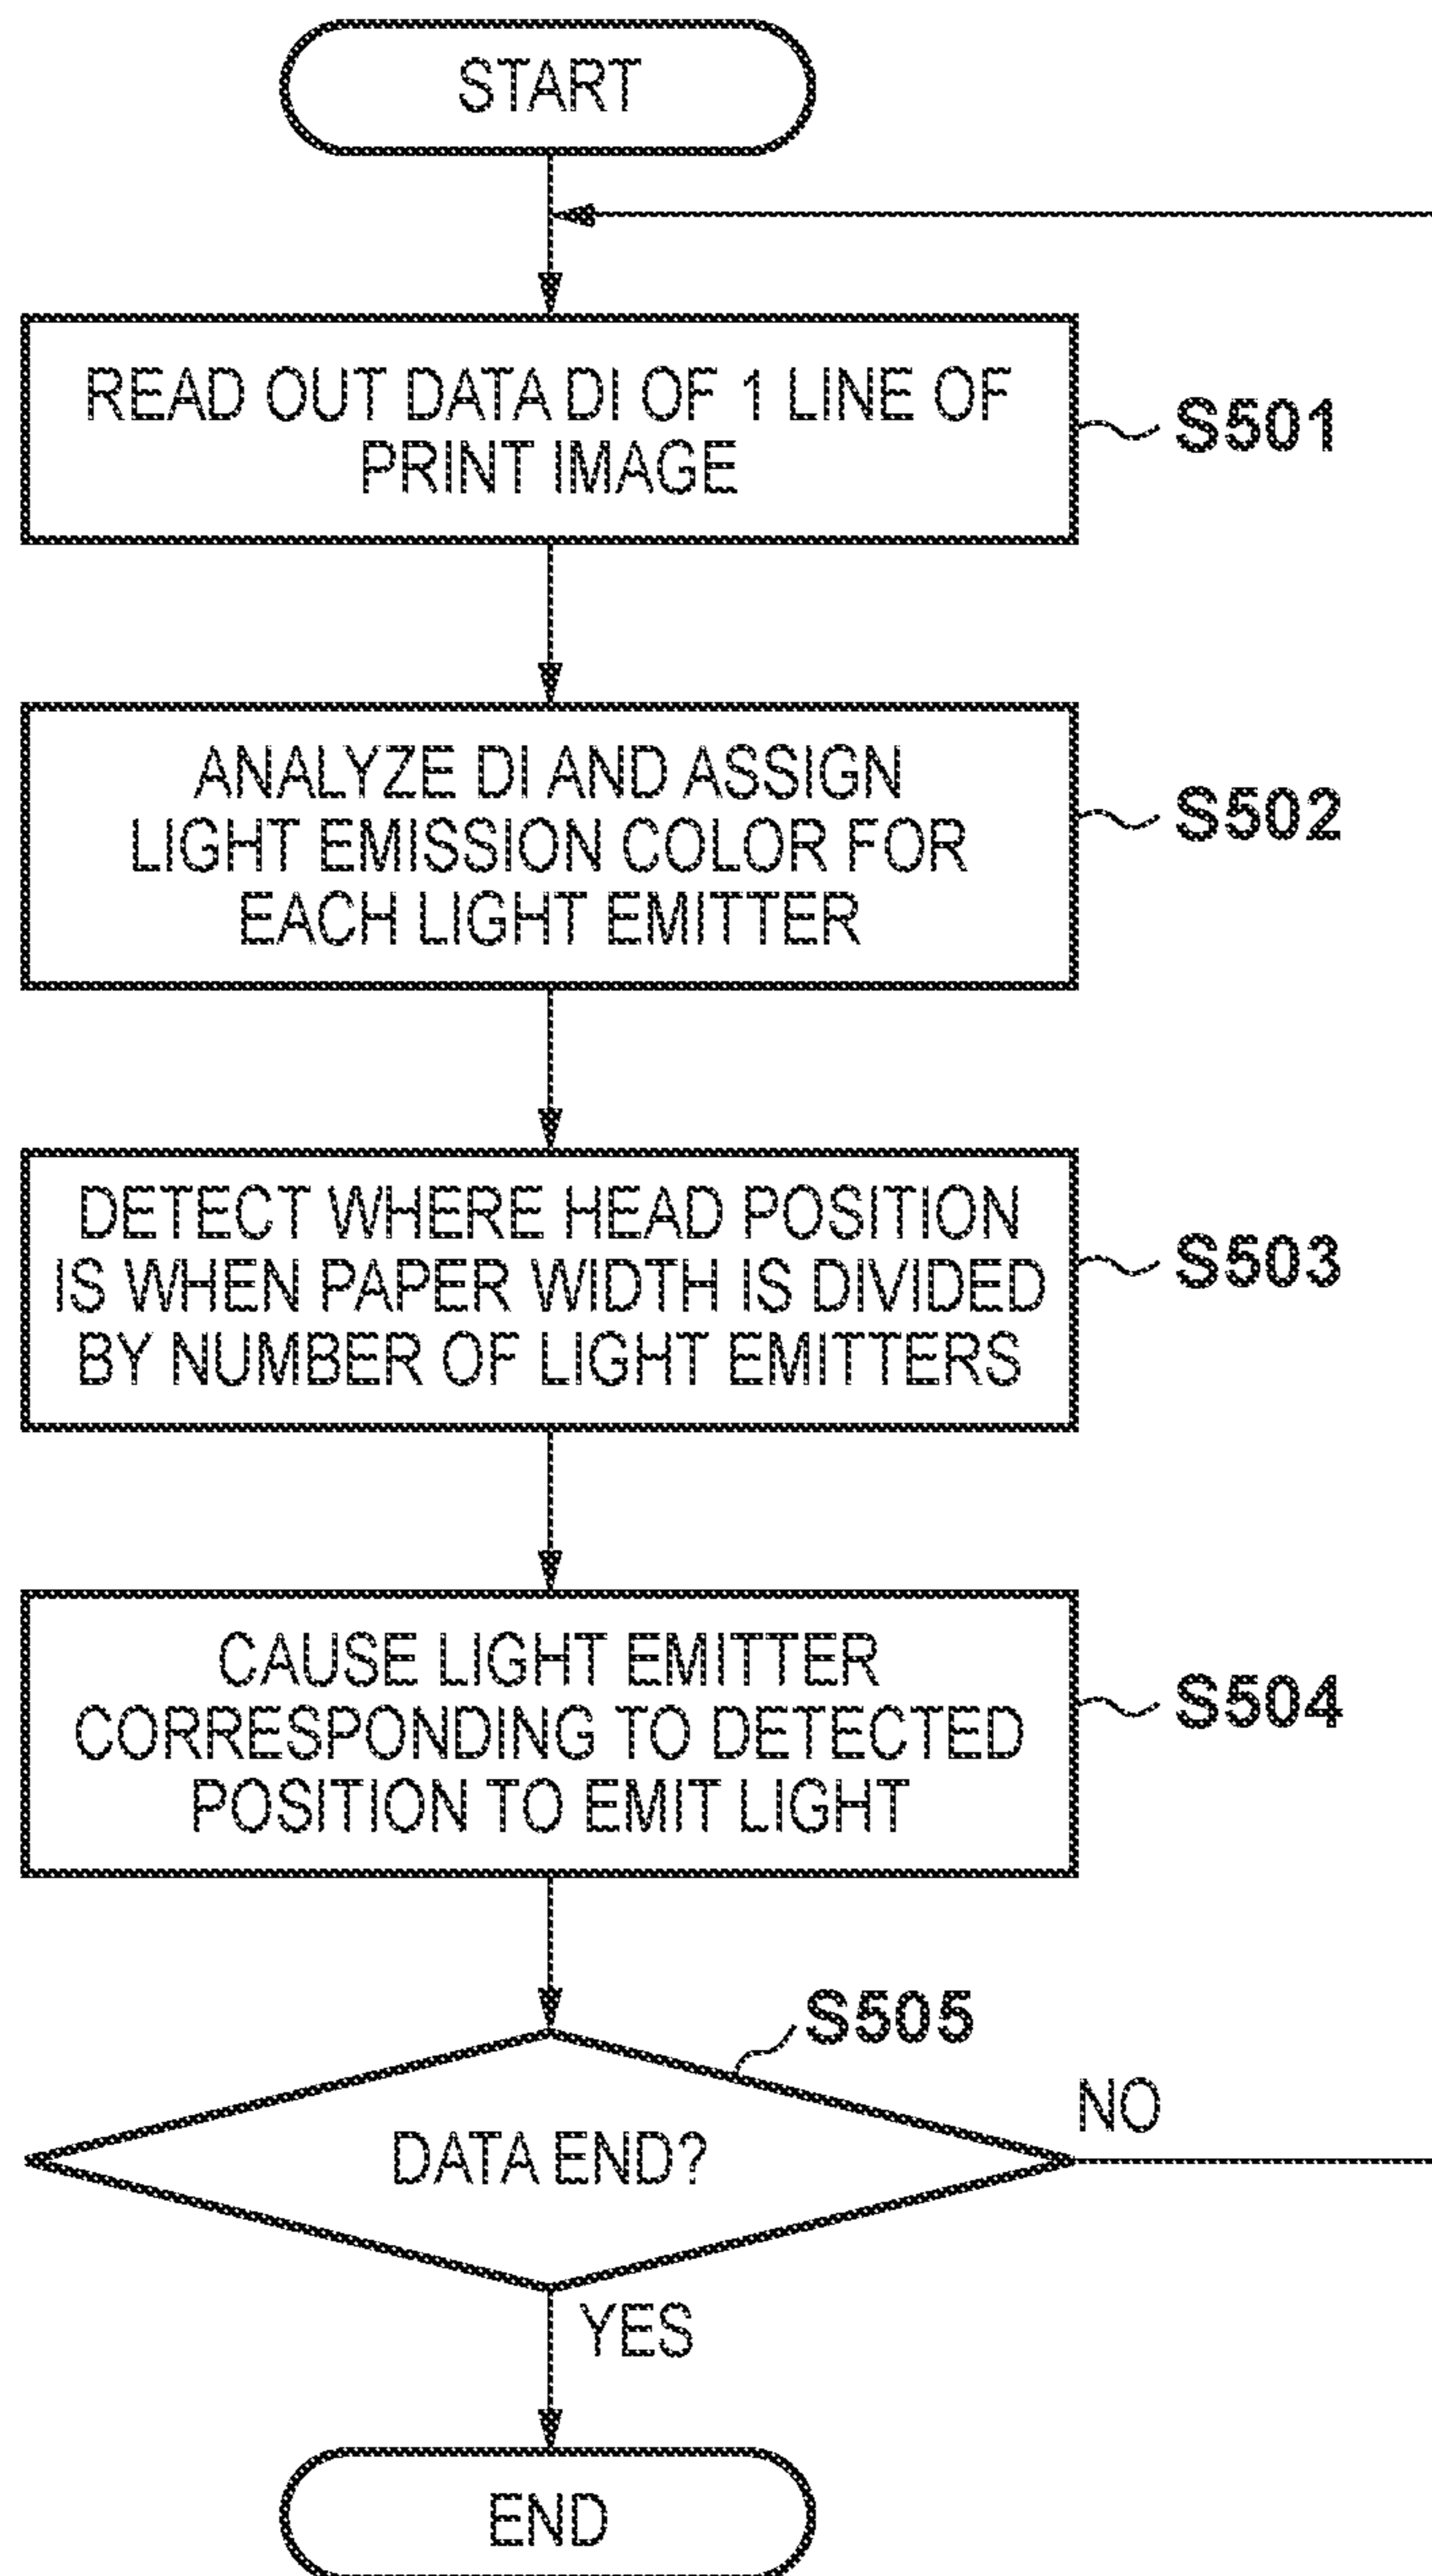 START
READ OUT DATA DI OF 1 LINE OF
PRINT IMAGE
S501
ANALYZE DI AND ASSIGN
LIGHT EMISSION COLOR FOR
EACH LIGHT EMITTER
S502
DETECT WHERE HEAD POSITION
IS WHEN PAPER WIDTH IS DIVIDED
BY NUMBER OF LIGHT EMITTERS
S503
CAUSE LIGHT EMITTER
CORRESPONDING TO DETECTED
POSITION TO EMIT LIGHT
S504
S505
DATA END?
NO
YES
END